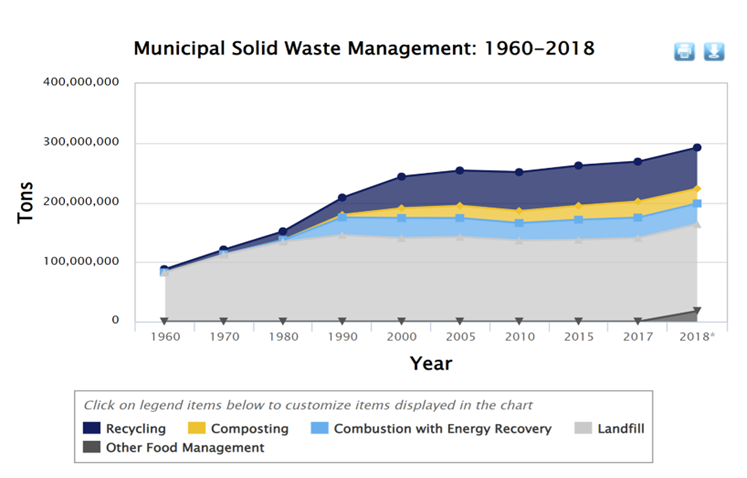 Municipal Solid Waste Management: 1960–2018
400,000,000
300,000,000
200,000,000
100,000,000
0
Tons
1960 1970 1980 1990 2000 2005 2010 2015 2017 2018*
Year
Click on legend items below to customize items displayed in the chart
Recycling Composting Combustion with Energy Recovery Landfill
Other Food Management